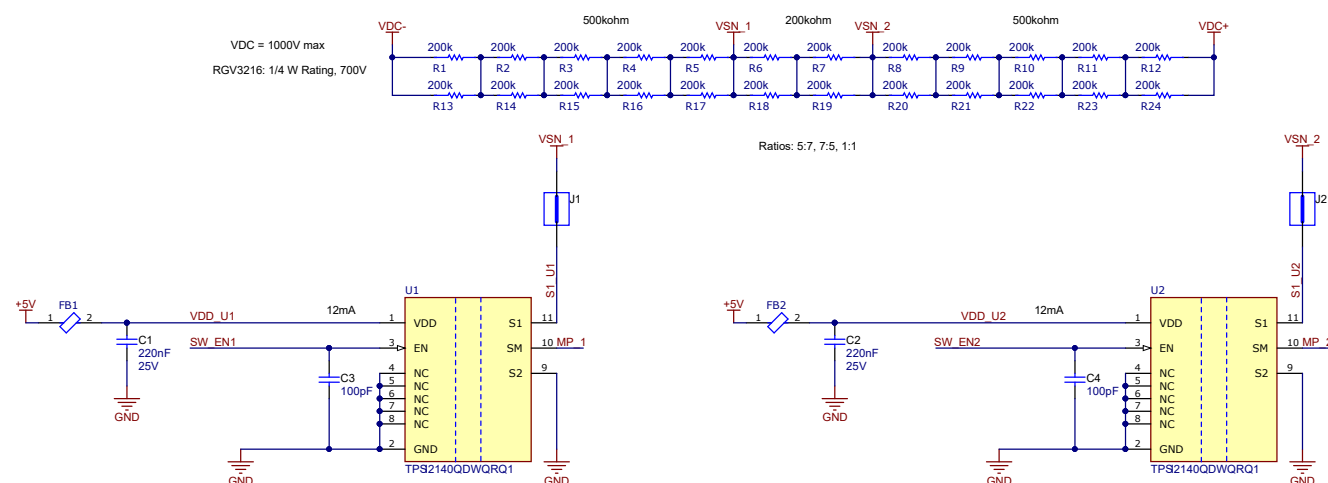 500kohm 200kohm 500kohm
VDC- VSN_1 VSN_2 VDC+
VDC = 1000V max
200k 200k 200k 200k 200k 200k 200k 200k 200k 200k 200k 200k
R1 R2 R3 R4 R5 R6 R7 R8 R9 R10 R11 R12
RGV3216: 1/4 W Rating, 700V
200k 200k 200k 200k 200k 200k 200k 200k 200k 200k 200k 200k
R13 R14 R15 R16 R17 R18 R19 R20 R21 R22 R23 R24
Ratios: 5:7, 7:5, 1:1
VSN_1
J1
S1_U1
+5V
FB1
1 2
C1
220nF
25V
GND
VDD_U1
12mA
SW_EN1
C3
100pF
GND
U1
1 VDD
3 EN
4 NC
5 NC
6 NC
7 NC
8 NC
2 GND
S1 11
SM 10 MP_1
S2 9
TPSI2140QDWQRQ1
GND
VSN_2
J2
S1_U2
+5V
FB2
1 2
C2
220nF
25V
GND
VDD_U2
12mA
SW_EN2
C4
100pF
GND
U2
1 VDD
3 EN
4 NC
5 NC
6 NC
7 NC
8 NC
2 GND
S1 11
SM 10
S2 9
TPSI2140QDWQRQ1
GND